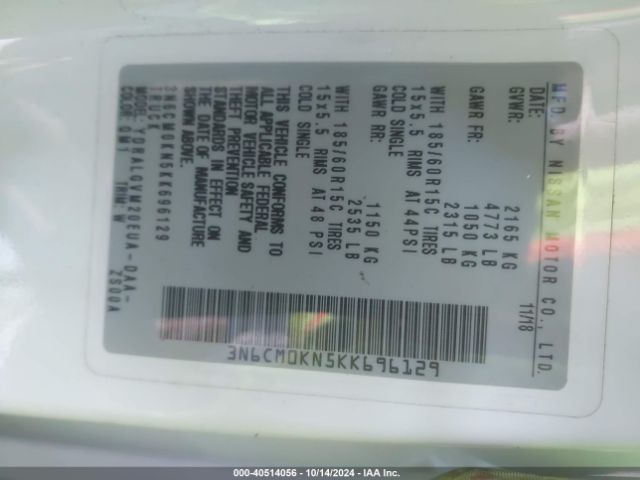 MFD. BY NISSAN MOTOR CO., LTD.
DATE: 11/18
GVWR: 2165 KG
4773 LB
GAWR FR: 1050 KG
2315 LB
WITH 185/60R15C TIRES
15x5.5 RIMS AT 44PSI
COLD SINGLE
GAWR RR: 1150 KG
2535 LB
WITH 185/60R15C TIRES
15x5.5 RIMS AT 48 PSI
COLD SINGLE
THIS VEHICLE CONFORMS TO
ALL APPLICABLE FEDERAL
MOTOR VEHICLE SAFETY AND
THEFT PREVENTION
STANDARDS IN EFFECT ON
THE DATE OF MANUFACTURE
SHOWN ABOVE.
3N6CM0KN5KK696129
TRUCK
MODEL: YDRALGVM20EUA-DAA-
ZS00A
COLOR: QM1 TRIM: W
3N6CM0KN5KK696129
000-40514056 - 10/14/2024 - IAA Inc.